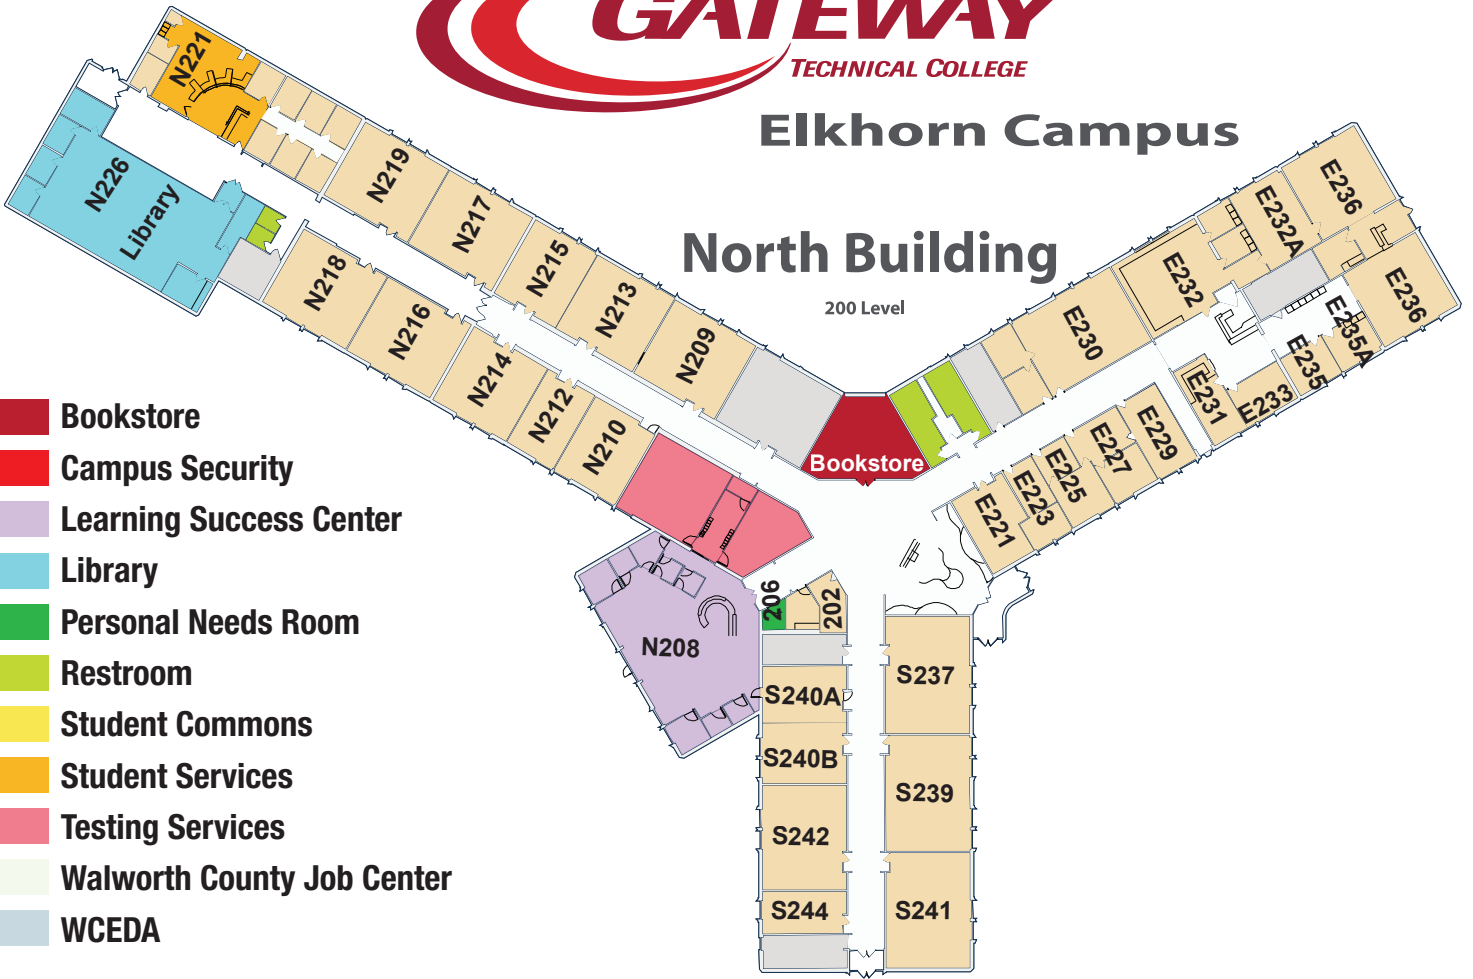 GATEWAY
TECHNICAL COLLEGE
Elkhorn Campus
North Building
200 Level
N221
N226
Library
N219
N217
N215
N213
N209
N218
N216
N214
N212
N210
Bookstore
E236
E232A
E232
E230
E236
E235A
E235
E233
E231
E229
E227
E225
E223
E221
206
202
N208
S237
S240A
S240B
S239
S242
S244
S241
Bookstore
Campus Security
Learning Success Center
Library
Personal Needs Room
Restroom
Student Commons
Student Services
Testing Services
Walworth County Job Center
WCEDA